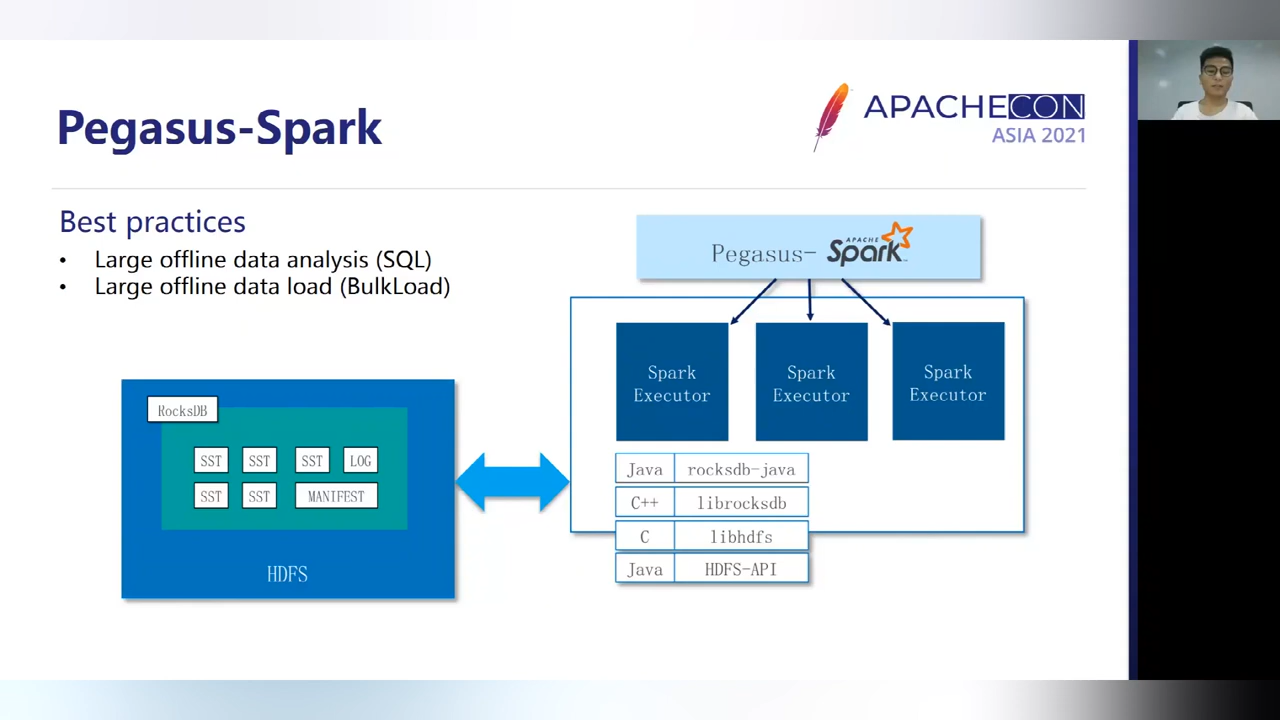 Pegasus-Spark
APACHECON
ASIA 2021
Best practices
• Large offline data analysis (SQL)
• Large offline data load (BulkLoad)
Pegasus- APACHE Spark
Spark Executor
Spark Executor
Spark Executor
RocksDB
SST SST SST LOG
SST SST MANIFEST
HDFS
Java rocksdb-java
C++ librocksdb
C libhdfs
Java HDFS-API